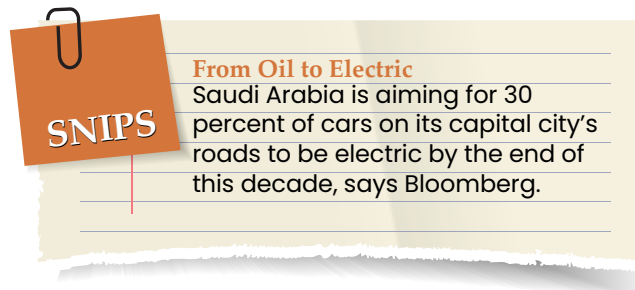 SNIPS
From Oil to Electric
Saudi Arabia is aiming for 30
percent of cars on its capital city's
roads to be electric by the end of
this decade, says Bloomberg.